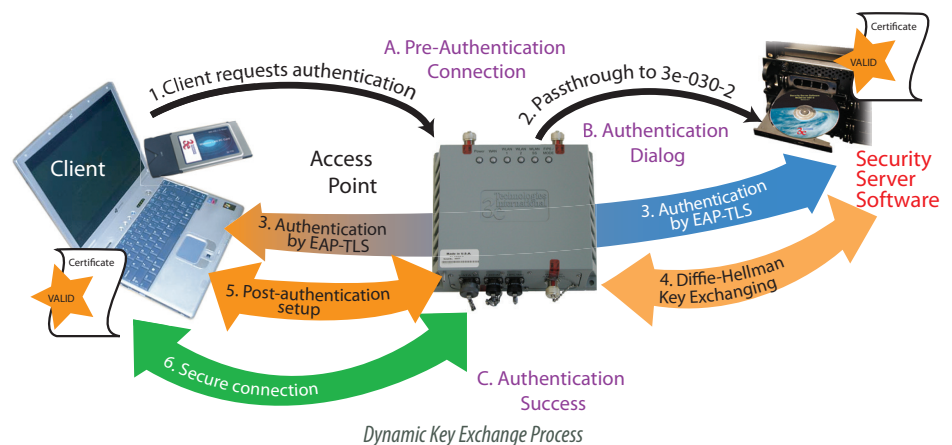 A. Pre-Authentication
Connection
Certificate
VALID
1.Client requests authentication
2. Passthrough to 3e-030-2
B. Authentication
Dialog
Client
Access
Point
Security
Server
Software
3. Authentication
by EAP-TLS
3. Authentication
by EAP-TLS
Certificate
VALID
5. Post-authentication
setup
4. Diffie-Hellman
Key Exchanging
6. Secure connection
C. Authentication
Success
Dynamic Key Exchange Process